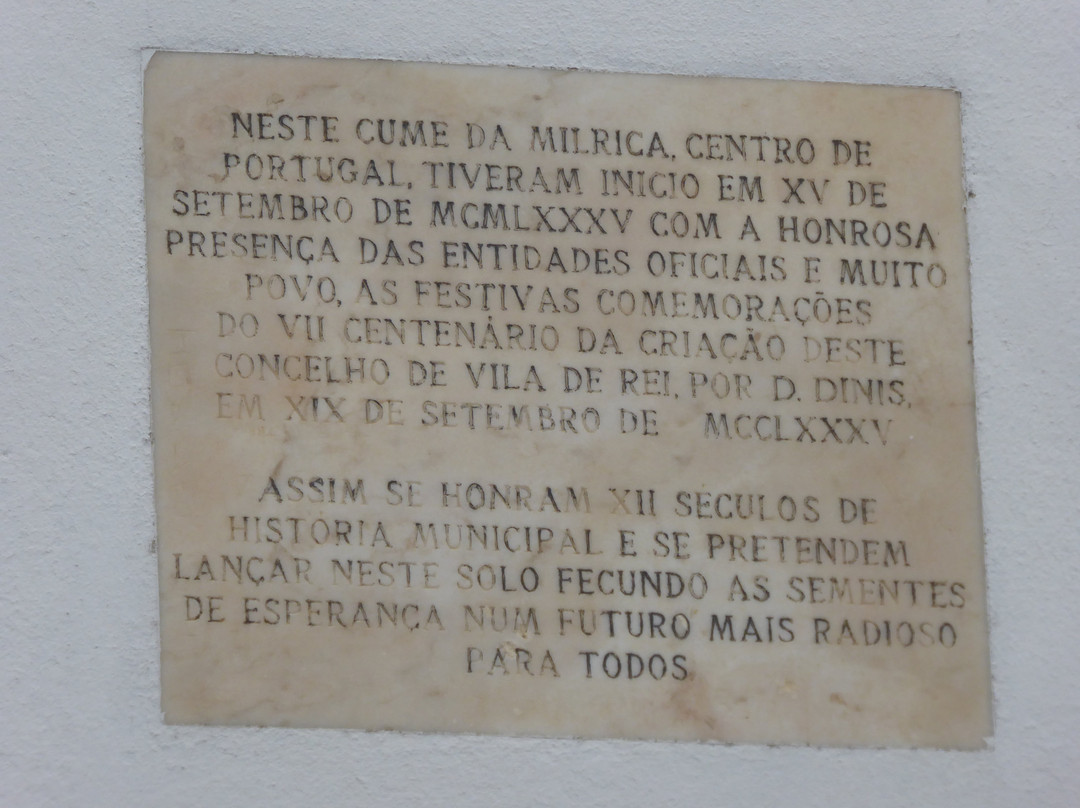 NESTE CUME DA MILRICA, CENTRO DE
PORTUGAL, TIVERAM INICIO EM XV DE
SETEMBRO DE MCMLXXXV COM A HONROSA
PRESENÇA DAS ENTIDADES OFICIAIS E MUITO
POVO, AS FESTIVAS COMEMORAÇÕES
DO VII CENTENÁRIO DA CRIAÇÃO DESTE
CONCELHO DE VILA DE REI, POR D. DINIS,
EM XIX DE SETEMBRO DE MCCLXXXV
ASSIM SE HONRAM XII SÉCULOS DE
HISTÓRIA MUNICIPAL E SE PRETENDEM
LANÇAR NESTE SOLO FECUNDO AS SEMENTES
DE ESPERANÇA NUM FUTURO MAIS RADIOSO
PARA TODOS